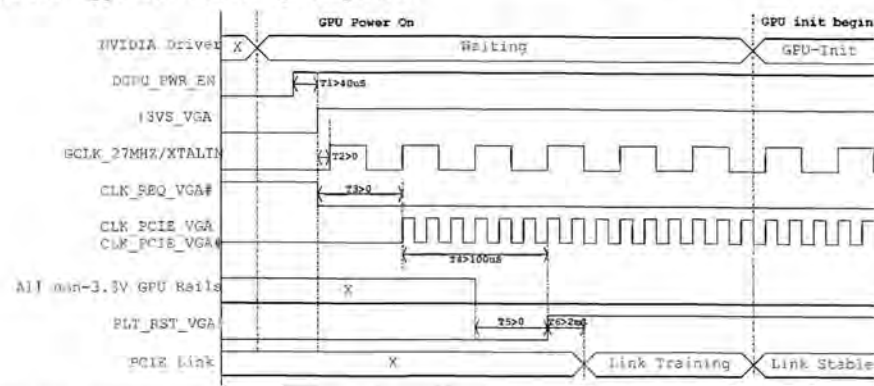 GPU Power On
GPU init begin
NVIDIA Driver X Waiting GPU-Init
DGPU_PWR_EN T1>40uS
+3VS_VGA
GCLK_27MHZ/XTALIN T2>0
CLK_REQ_VGA# T3>0
CLK_PCIE_VGA
CLK_PCIE_VGA#
T4>100uS
All non-3.3V GPU Rails X
PLT_RST_VGA T5>0
PCIE Link X Link Training Link Stable